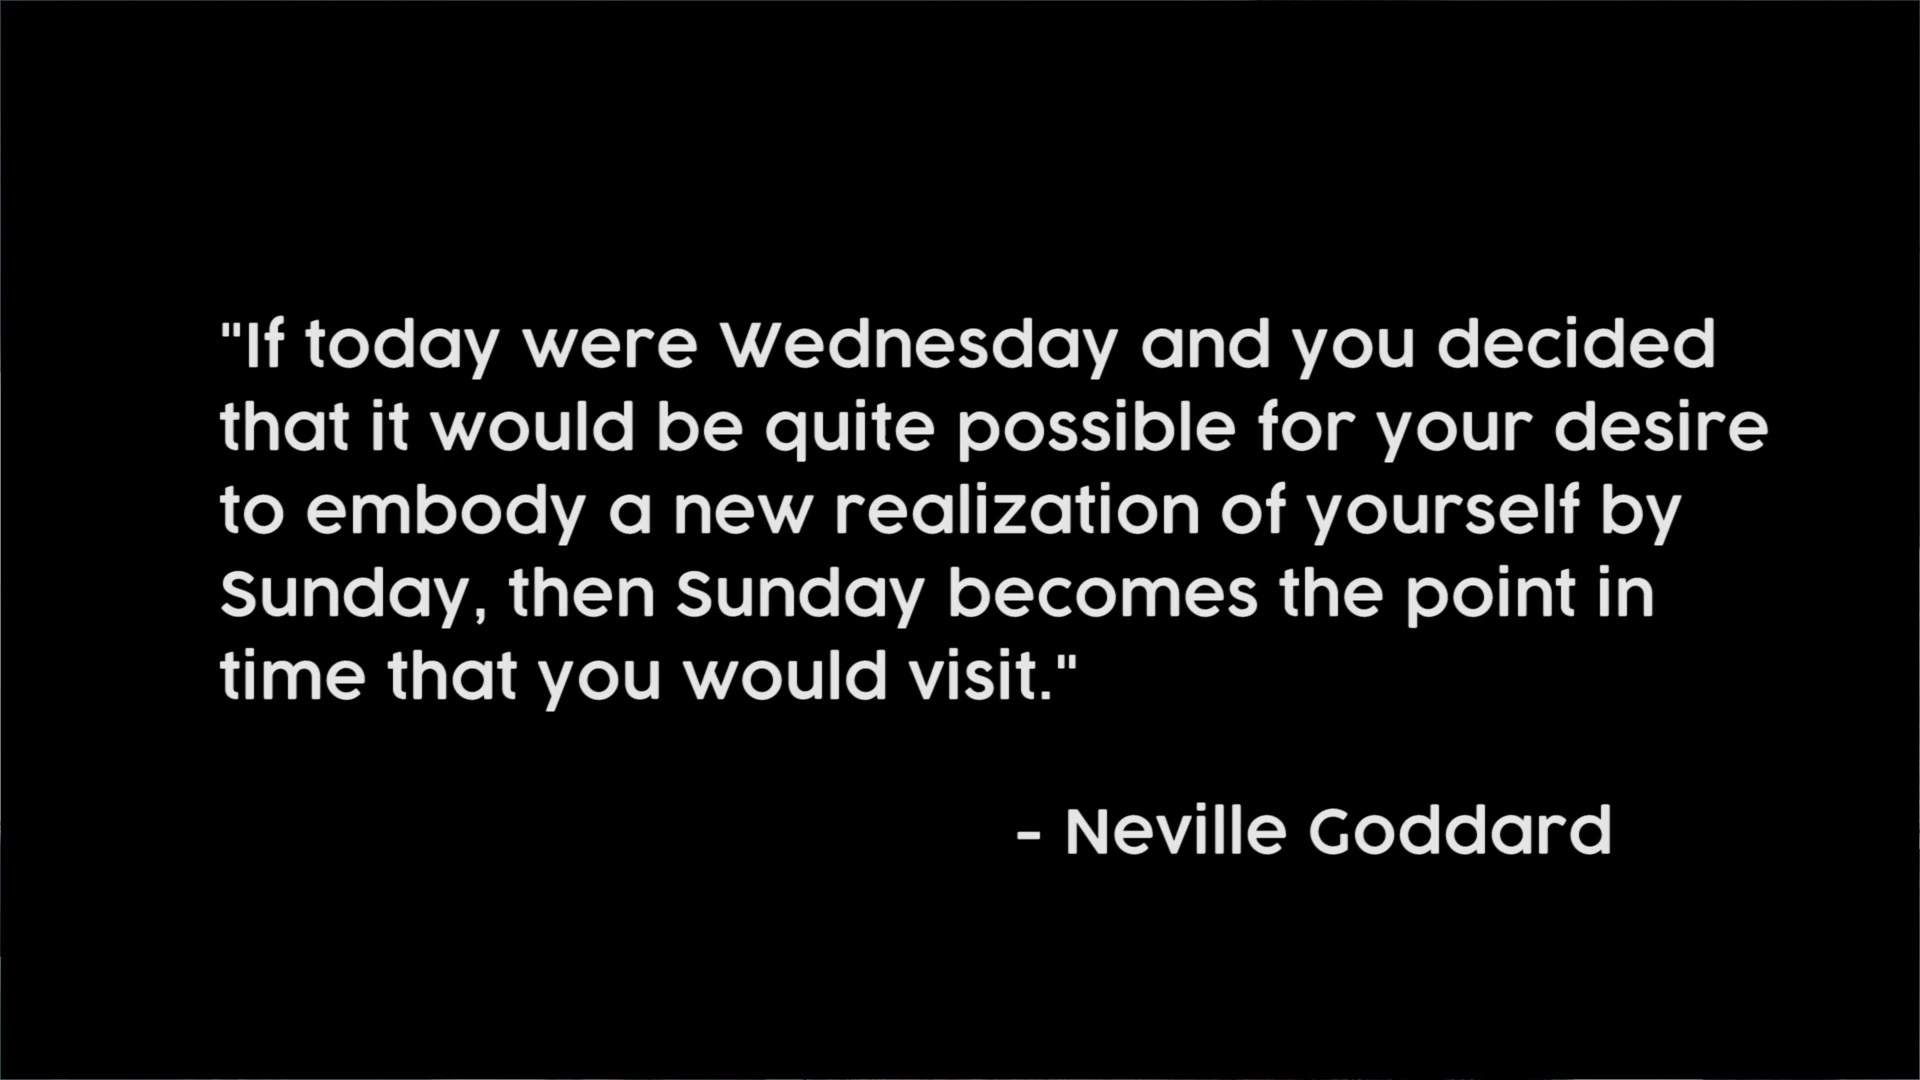 "If today were Wednesday and you decided
that it would be quite possible for your desire
to embody a new realization of yourself by
Sunday, then Sunday becomes the point in
time that you would visit."
- Neville Goddard